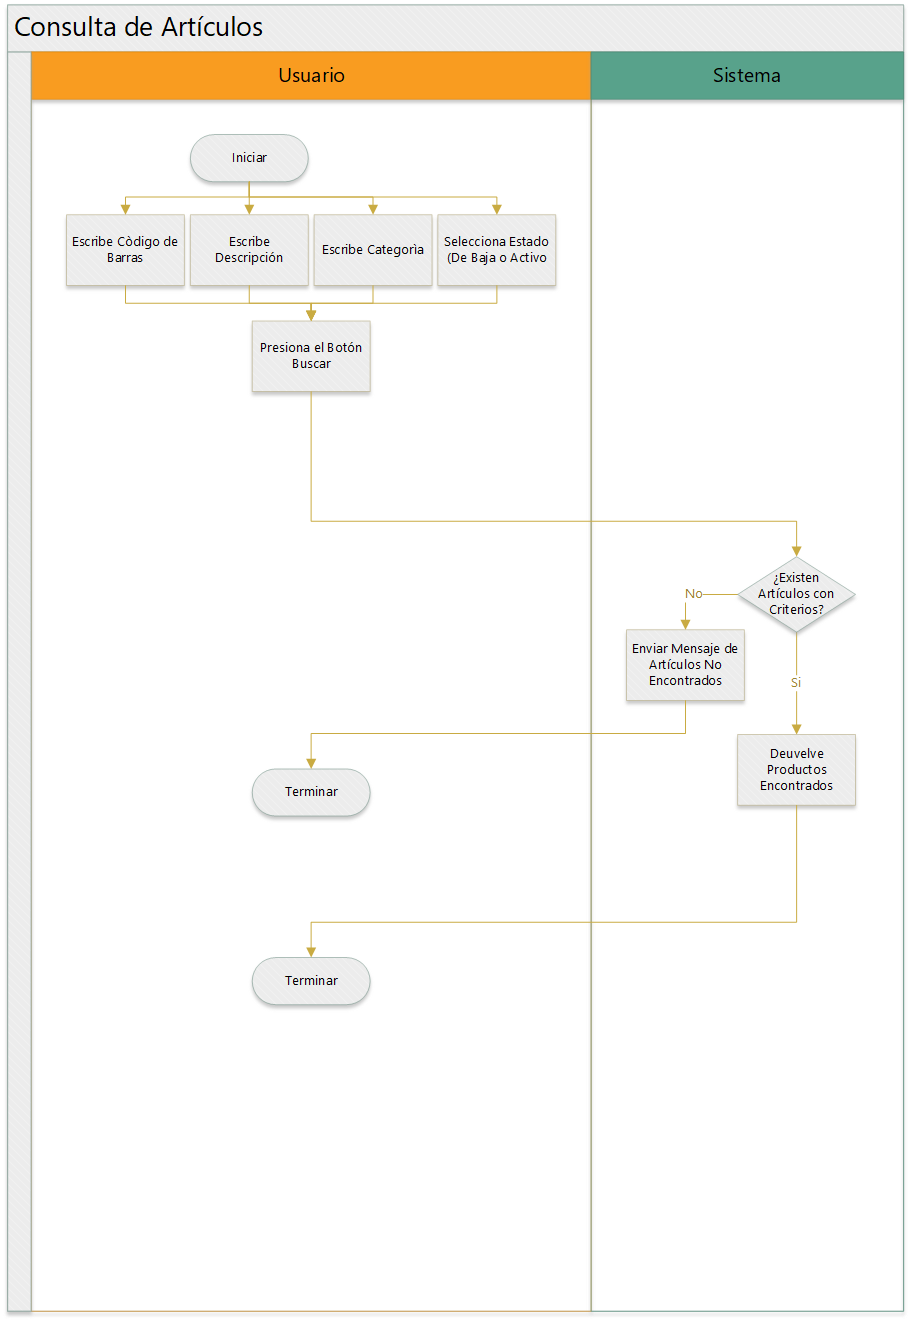 Consulta de Artículos
Usuario
Sistema
Iniciar
Escribe Còdigo de
Barras
Escribe
Descripción
Escribe Categorìa
Selecciona Estado
(De Baja o Activo
Presiona el Botón
Buscar
¿Existen
Artículos con
Criterios?
No
Enviar Mensaje de
Artículos No
Encontrados
Si
Deuvelve
Productos
Encontrados
Terminar
Terminar